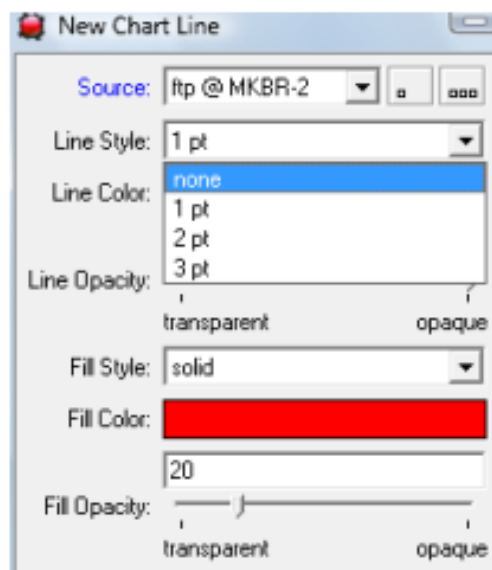 New Chart Line
Source: ftp @ MKBR-2
Line Style: 1 pt
none
Line Color:
1 pt
2 pt
3 pt
Line Opacity:
transparent opaque
Fill Style: solid
Fill Color:
20
Fill Opacity:
transparent opaque